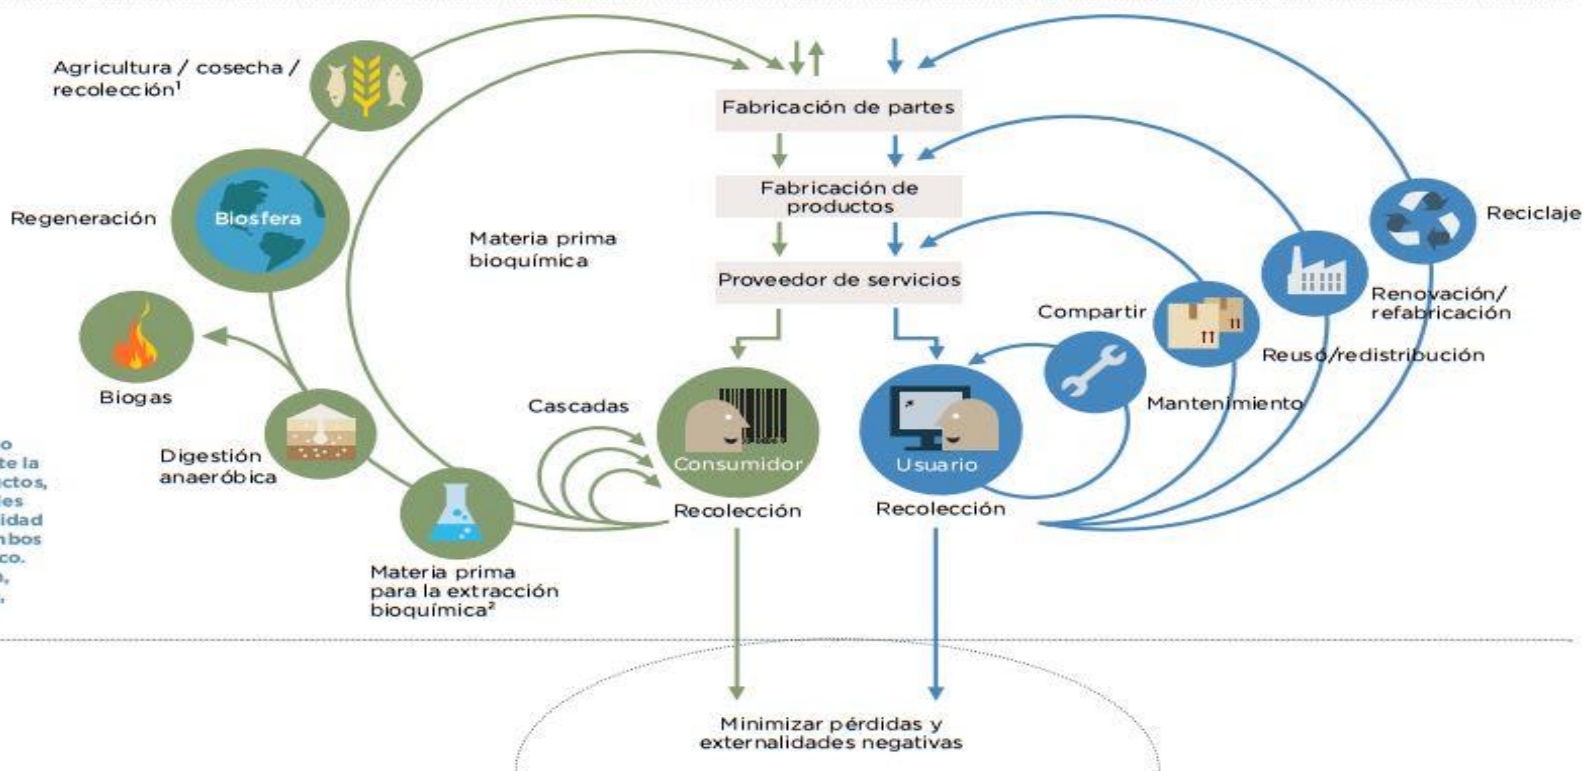 Agricultura / cosecha /
recolección¹
Regeneración
Biosfera
Biogas
Digestión
anaeróbica
Materia prima
para la extracción
bioquímica²
Materia prima
bioquímica
Cascadas
Fabricación de partes
Fabricación de
productos
Proveedor de servicios
Consumidor
Recolección
Usuario
Recolección
Compartir
Mantenimiento
Reuso/redistribución
Renovación/
refabricación
Reciclaje
Minimizar pérdidas y
externalidades negativas